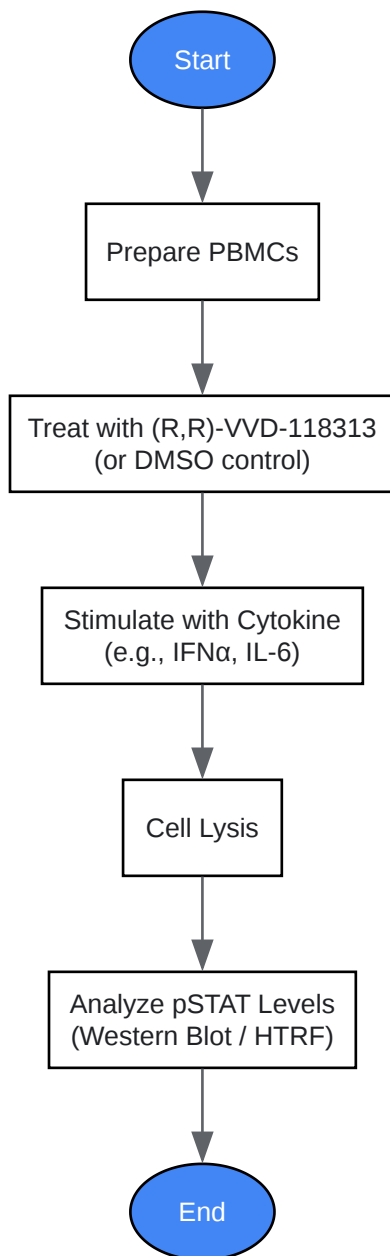 Start
Prepare PBMCs
Treat with (R,R)-VVD-118313
(or DMSO control)
Stimulate with Cytokine
(e.g., IFNα, IL-6)
Cell Lysis
Analyze pSTAT Levels
(Western Blot / HTRF)
End